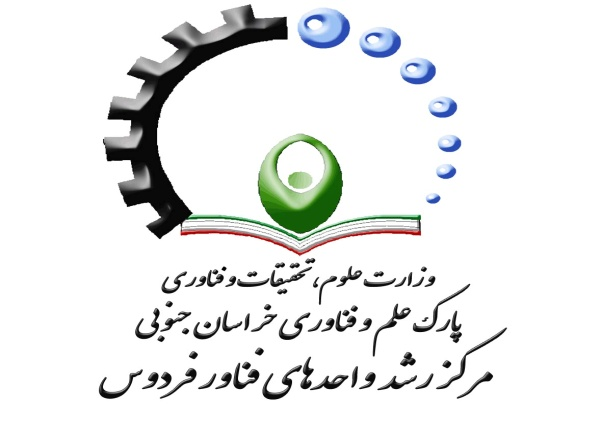 وزارت علوم، تحقیقات و فناوری
پارک علم و فناوری خراسان جنوبی
مرکز رشد واحدهای فناور فردوس